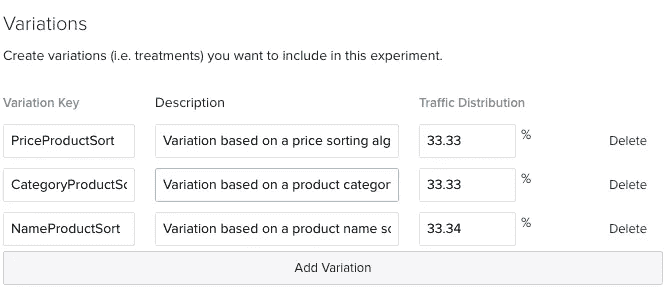 Variations
Create variations (i.e. treatments) you want to include in this experiment.
Variation Key Description Traffic Distribution
PriceProductSort Variation based on a price sorting alg 33.33 % Delete
CategoryProductSc Variation based on a product categor 33.33 % Delete
NameProductSort Variation based on a product name sc 33.34 % Delete
Add Variation